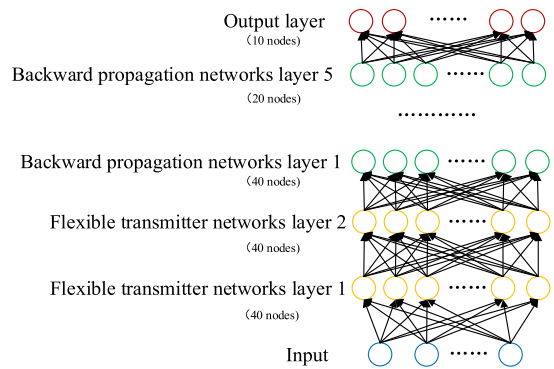 Output layer
(10 nodes)
Backward propagation networks layer 5
(20 nodes)
Backward propagation networks layer 1
(40 nodes)
Flexible transmitter networks layer 2
(40 nodes)
Flexible transmitter networks layer 1
(40 nodes)
Input